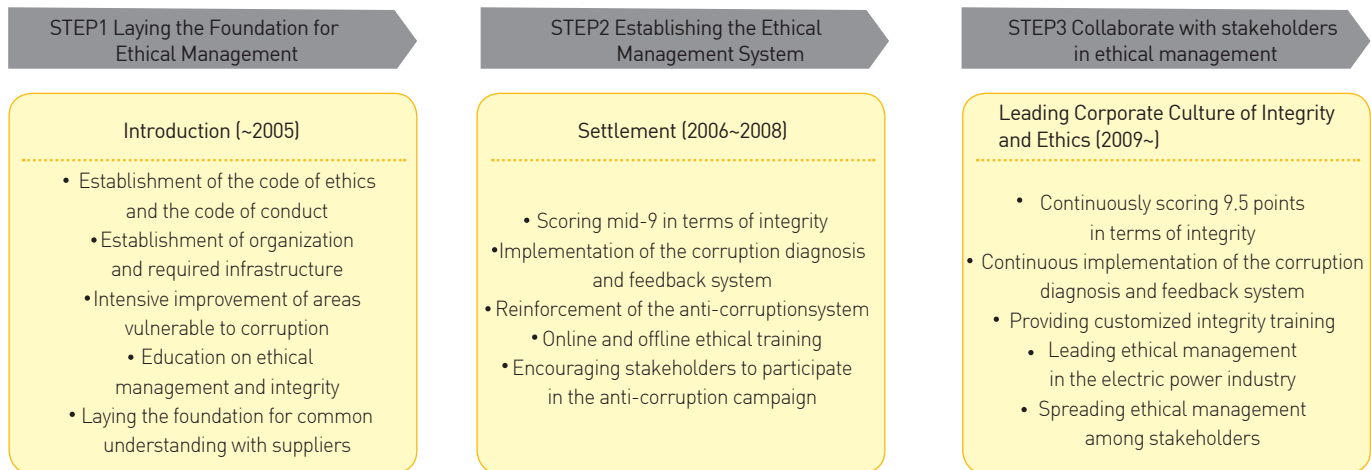 STEP1 Laying the Foundation for
Ethical Management
Introduction (~2005)
• Establishment of the code of ethics
and the code of conduct
•Establishment of organization
and required infrastructure
•Intensive improvement of areas
vulnerable to corruption
• Education on ethical
management and integrity
• Laying the foundation for common
understanding with suppliers
STEP2 Establishing the Ethical
Management System
Settlement (2006~2008)
• Scoring mid-9 in terms of integrity
•Implementation of the corruption diagnosis
and feedback system
• Reinforcement of the anti-corruptionsystem
• Online and offline ethical training
• Encouraging stakeholders to participate
in the anti-corruption campaign
STEP3 Collaborate with stakeholders
in ethical management
Leading Corporate Culture of Integrity
and Ethics (2009~)
• Continuously scoring 9.5 points
in terms of integrity
• Continuous implementation of the corruption
diagnosis and feedback system
• Providing customized integrity training
• Leading ethical management
in the electric power industry
• Spreading ethical management
among stakeholders